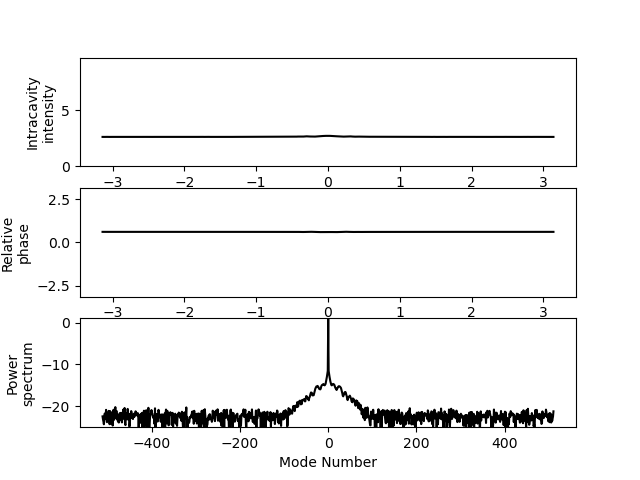 Intracavity
intensity
5
0
−3 −2 −1 0 1 2 3
Relative
phase
2.5
0.0
−2.5
−3 −2 −1 0 1 2 3
Power
spectrum
0
−10
−20
−400 −200 0 200 400
Mode Number